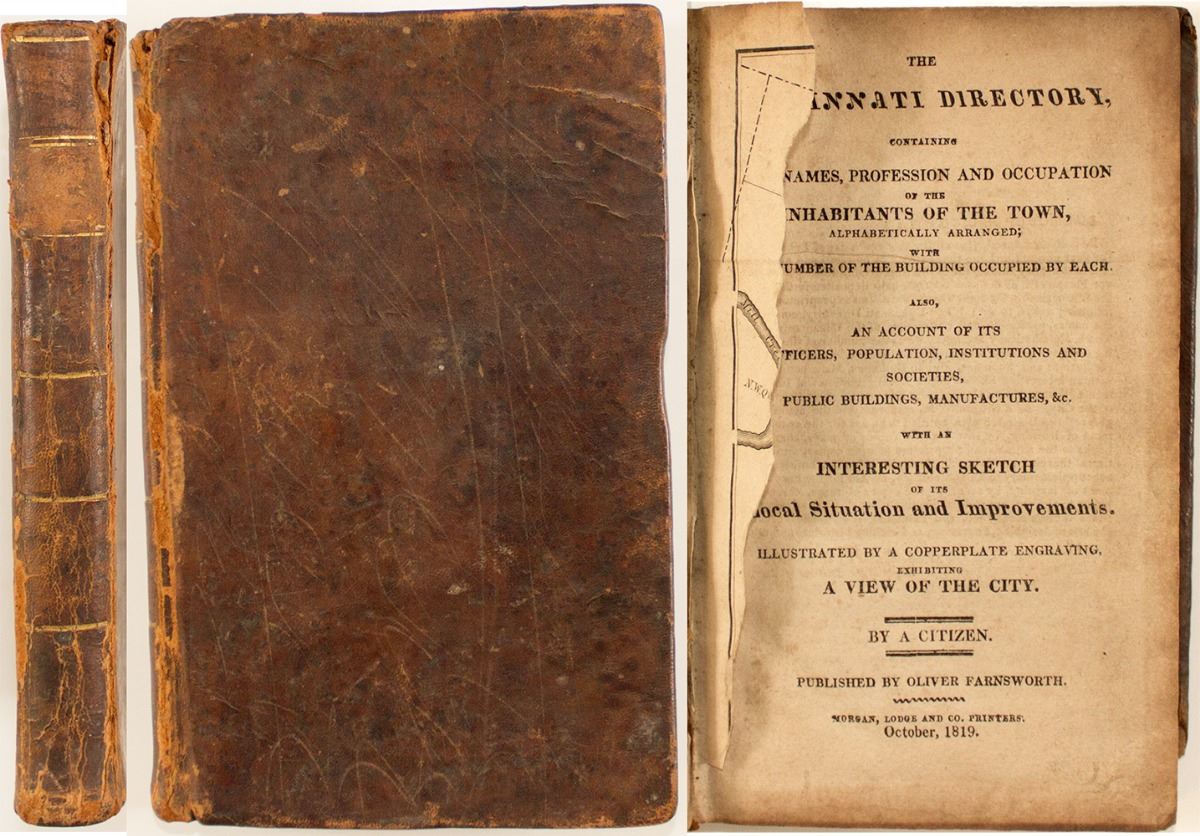 THE
INNATI DIRECTORY,
CONTAINING
NAMES, PROFESSION AND OCCUPATION
OF THE
INHABITANTS OF THE TOWN,
ALPHABETICALLY ARRANGED;
WITH
UMBER OF THE BUILDING OCCUPIED BY EACH.
ALSO,
AN ACCOUNT OF ITS
FFICERS, POPULATION, INSTITUTIONS AND
SOCIETIES,
PUBLIC BUILDINGS, MANUFACTURES, &c.
WITH AN
INTERESTING SKETCH
OF ITS
Local Situation and Improvements.
ILLUSTRATED BY A COPPERPLATE ENGRAVING,
EXHIBITING
A VIEW OF THE CITY.
BY A CITIZEN.
PUBLISHED BY OLIVER FARNSWORTH.
MORGAN, LODGE AND CO. PRINTERS.
October, 1819.
Mill
N.W.Q